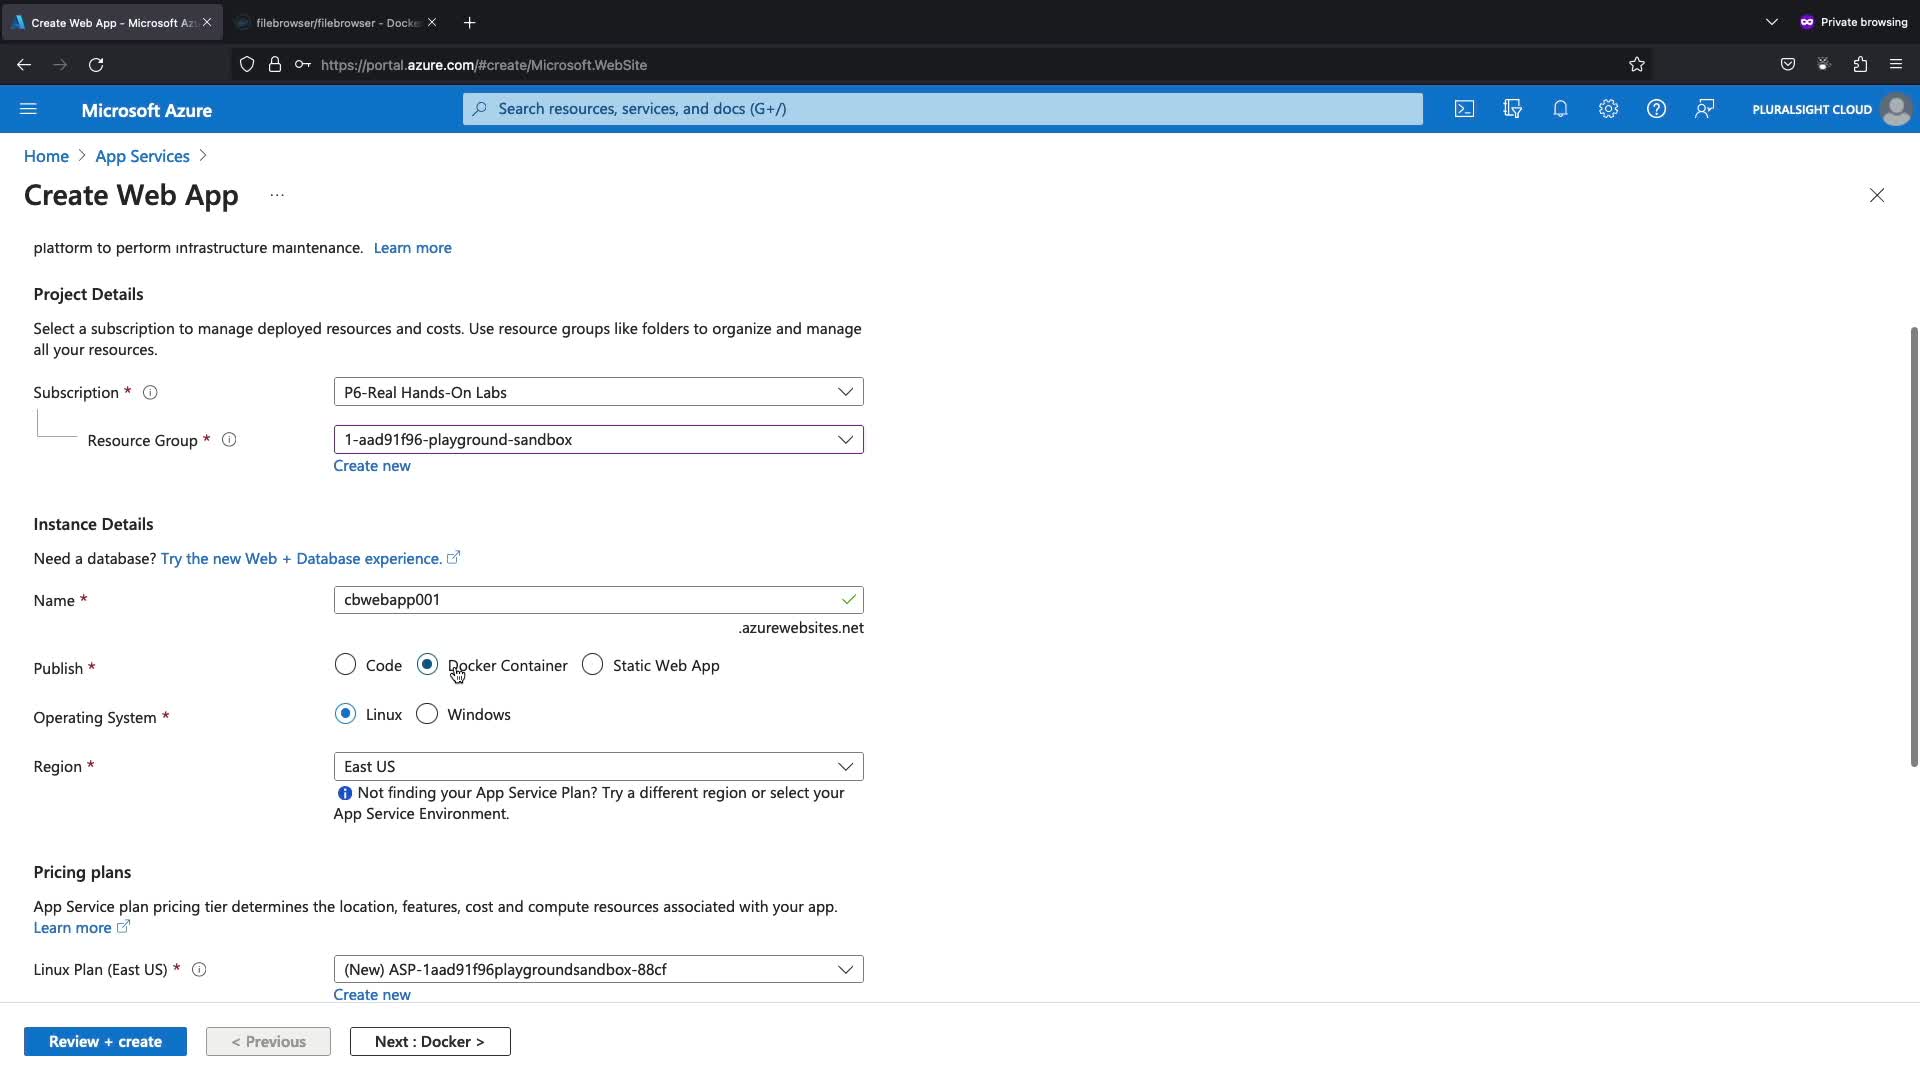 Create Web App - Microsoft Az
filebrowser/filebrowser - Docke
Private browsing
https://portal.azure.com/#create/Microsoft.WebSite
Microsoft Azure
Search resources, services, and docs (G+/)
PLURALSIGHT CLOUD
Home > App Services >
Create Web App ...
platform to perform infrastructure maintenance. Learn more
Project Details
Select a subscription to manage deployed resources and costs. Use resource groups like folders to organize and manage
all your resources.
Subscription *
P6-Real Hands-On Labs
Resource Group *
1-aad91f96-playground-sandbox
Create new
Instance Details
Need a database? Try the new Web + Database experience.
Name *
cbwebapp001
.azurewebsites.net
Publish *
Code Docker Container Static Web App
Operating System *
Linux Windows
Region *
East US
Not finding your App Service Plan? Try a different region or select your
App Service Environment.
Pricing plans
App Service plan pricing tier determines the location, features, cost and compute resources associated with your app.
Learn more
Linux Plan (East US) *
(New) ASP-1aad91f96playgroundsandbox-88cf
Create new
Review + create
< Previous
Next : Docker >